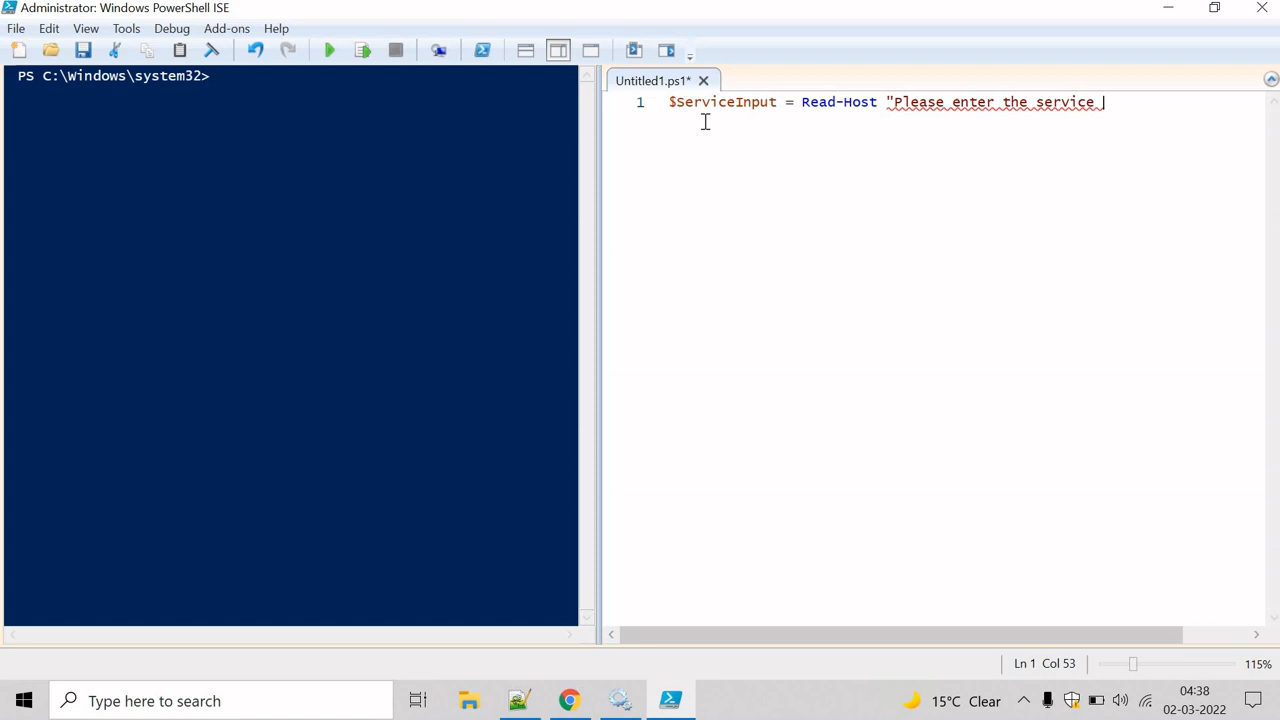 Administrator: Windows PowerShell ISE
File Edit View Tools Debug Add-ons Help
PS C:\Windows\system32>
Untitled1.ps1*
1 $ServiceInput = Read-Host "Please enter the service
Ln 1 Col 53 115%
Type here to search
15°C Clear
04:38
02-03-2022